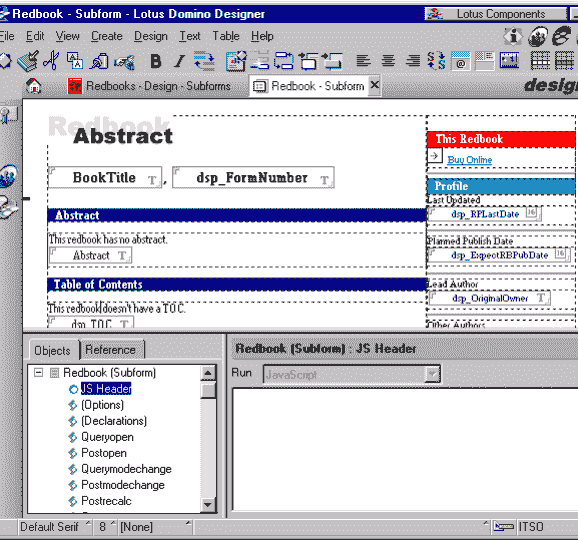 Redbook - Subform - Lotus Domino Designer
Lotus Components
File Edit View Create Design Text Table Help
Redbooks - Design - Subforms
Redbook - Subform
design
Redbook
Abstract
BookTitle T, dsp_FormNumber T
This Redbook
Buy Online
Profile
Last Updated
dsp_RPLastDate 16
Abstract
This redbook has no abstract.
Abstract T
Planned Publish Date
dsp_ExpectRBPubDate 16
Table of Contents
Lead Author
dsp_OriginalOwner T
This redbook doesn't have a TOC.
dsp_TOC T
Other Authors
Objects Reference
Redbook (Subform) : JS Header
Run JavaScript
Redbook (Subform)
JS Header
(Options)
(Declarations)
Queryopen
Postopen
Querymodechange
Postmodechange
Postrecalc
Default Serif 8 [None] ITSO